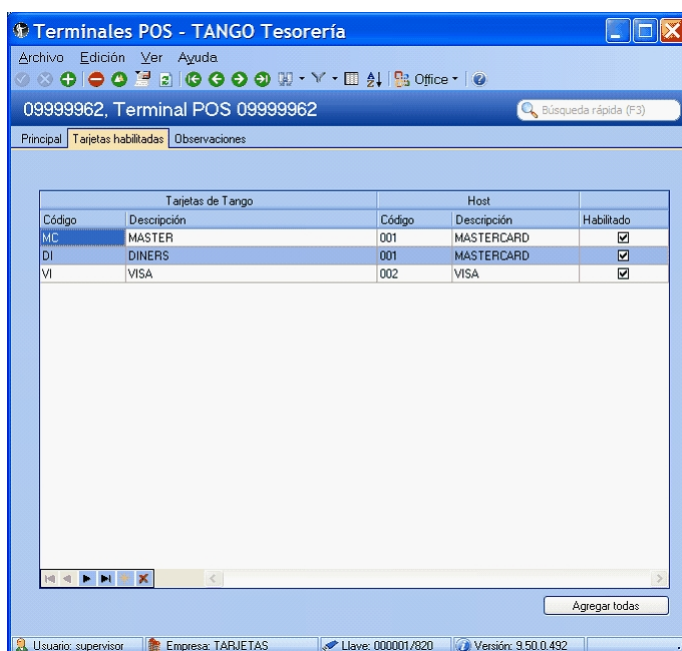 Terminales POS - TANGO Tesorería
Archivo Edición Ver Ayuda
Office
09999962, Terminal POS 09999962
Búsqueda rápida (F3)
Principal Tarjetas habilitadas Observaciones
Tarjetas de Tango Host
Código Descripción Código Descripción Habilitado
MC MASTER 001 MASTERCARD
DI DINERS 001 MASTERCARD
VI VISA 002 VISA
Agregar todas
Usuario: supervisor Empresa: TARJETAS Llave: 000001/820 Versión: 9.50.0.492